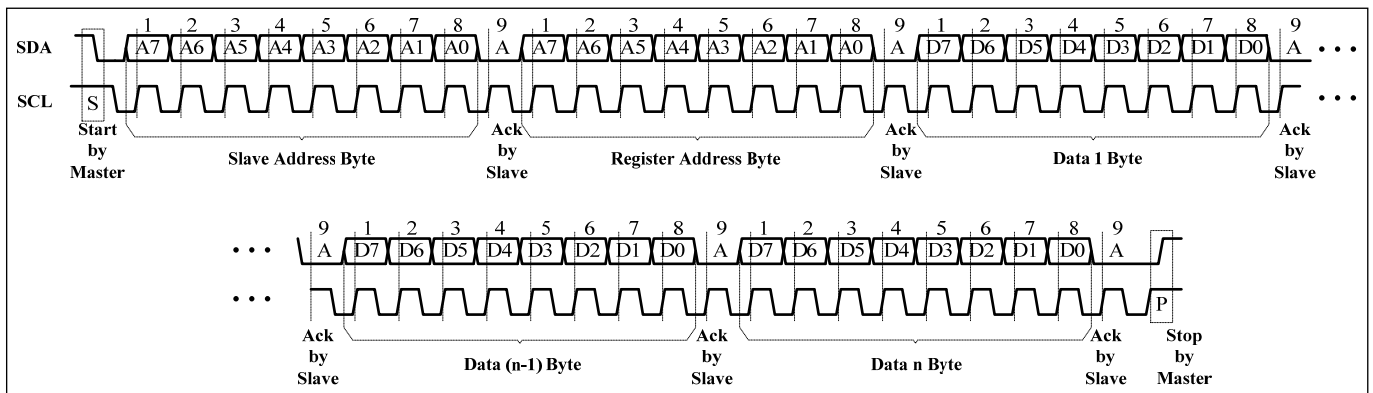 1 2 3 4 5 6 7 8 9 1 2 3 4 5 6 7 8 9 1 2 3 4 5 6 7 8 9
SDA A7 A6 A5 A4 A3 A2 A1 A0 A A7 A6 A5 A4 A3 A2 A1 A0 A D7 D6 D5 D4 D3 D2 D1 D0 A
SCL S
Start
by
Master
Slave Address Byte
Ack
by
Slave
Register Address Byte
Ack
by
Slave
Data 1 Byte
Ack
by
Slave
9 1 2 3 4 5 6 7 8 9 1 2 3 4 5 6 7 8 9
A D7 D6 D5 D4 D3 D2 D1 D0 A D7 D6 D5 D4 D3 D2 D1 D0 A
P
Ack
by
Slave
Data (n-1) Byte
Ack
by
Slave
Data n Byte
Ack
by
Slave
Stop
by
Master